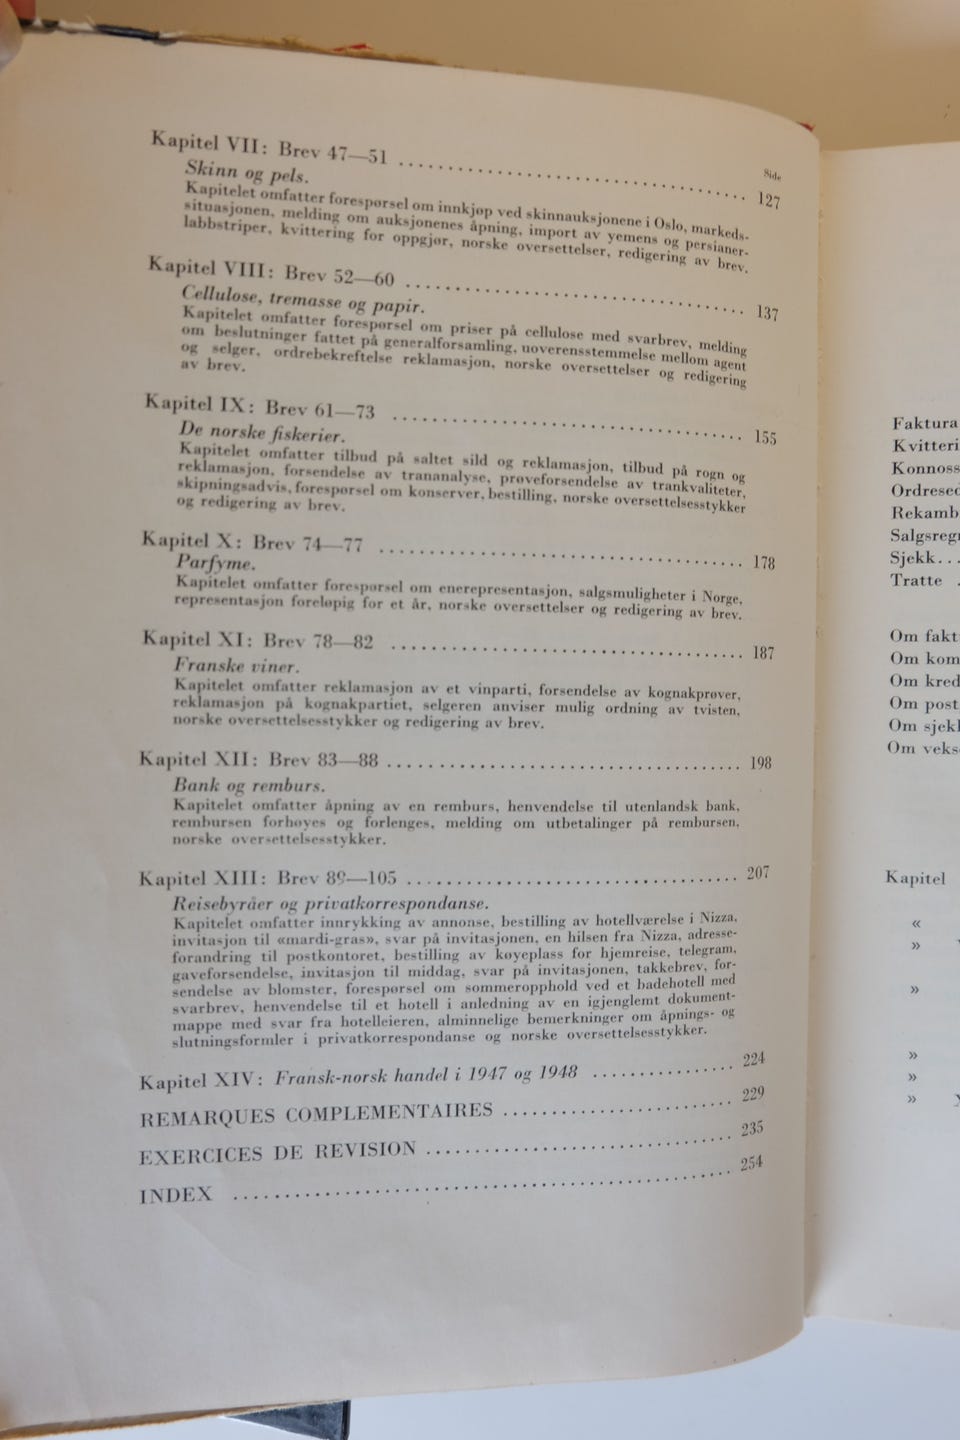 Side
Kapitel VII: Brev 47—51 ........ 127
Skinn og pels.
Kapitelet omfatter forespørsel om innkjøp ved skinnauksjonene i Oslo, markeds-
situasjonen, melding om auksjonenes åpning, import av yemens og persianer-
labbstriper, kvittering for oppgjør, norske oversettelser, redigering av brev.
Kapitel VIII: Brev 52—60 ........ 137
Cellulose, tremasse og papir.
Kapitelet omfatter forespørsel om priser på cellulose med svarbrev, melding
om beslutninger fattet på generalforsamling, uoverensstemmelse mellom agent
og selger, ordrebekreftelse reklamasjon, norske oversettelser og redigering
av brev.
Kapitel IX: Brev 61—73 ........ 155
De norske fiskerier.
Kapitelet omfatter tilbud på saltet sild og reklamasjon, tilbud på rogn og
reklamasjon, forsendelse av trananalyse, prøveforsendelse av trankvaliteter,
skipningsadvis, forespørsel om konserver, bestilling, norske oversettelsesstykker
og redigering av brev.
Kapitel X: Brev 74—77 ........ 178
Parfyme.
Kapitelet omfatter forespørsel om enerepresentasjon, salgsmuligheter i Norge,
representasjon foreløpig for et år, norske oversettelser og redigering av brev.
Kapitel XI: Brev 78—82 ........ 187
Franske viner.
Kapitelet omfatter reklamasjon av et vinparti, forsendelse av kognakprøver,
reklamasjon på kognakpartiet, selgeren anviser mulig ordning av tvisten,
norske oversettelsesstykker og redigering av brev.
Kapitel XII: Brev 83—88 ........ 198
Bank og remburs.
Kapitelet omfatter åpning av en remburs, henvendelse til utenlandsk bank,
rembursen forhøyes og forlenges, melding om utbetalinger på rembursen,
norske oversettelsesstykker.
Kapitel XIII: Brev 89—105 ........ 207
Reisebyråer og privatkorrespondanse.
Kapitelet omfatter innrykking av annonse, bestilling av hotellværelse i Nizza,
invitasjon til «mardi-gras», svar på invitasjonen, en hilsen fra Nizza, adresse-
forandring til postkontoret, bestilling av køyeplass for hjemreise, telegram,
gaveforsendelse, invitasjon til middag, svar på invitasjonen, takkebrev, for-
sendelse av blomster, forespørsel om sommeropphold ved et badehotell med
svarbrev, henvendelse til et hotell i anledning av en igjenglemt dokument-
mappe med svar fra hotelleieren, alminnelige bemerkninger om åpnings- og
slutningsformler i privatkorrespondanse og norske oversettelsesstykker.
Kapitel XIV: Fransk-norsk handel i 1947 og 1948 ........ 224
REMARQUES COMPLEMENTAIRES ........ 229
EXERCICES DE REVISION ........ 235
INDEX ........ 254
Faktura
Kvitteri
Konnoss
Ordresed
Rekamb
Salgsregn
Sjekk...
Tratte .
Om fakt
Om kom
Om kred
Om post
Om sjekk
Om veks
Kapitel
«
»
»
»
»
»